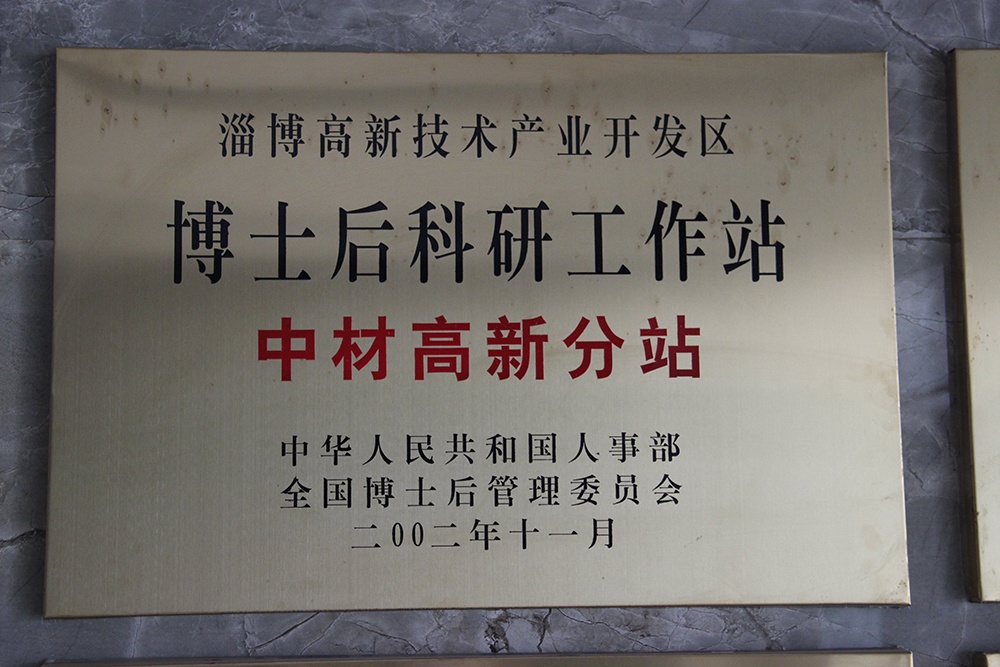 淄博高新技术产业开发区
博士后科研工作站
中材高新分站
中华人民共和国人事部
全国博士后管理委员会
二00二年十一月